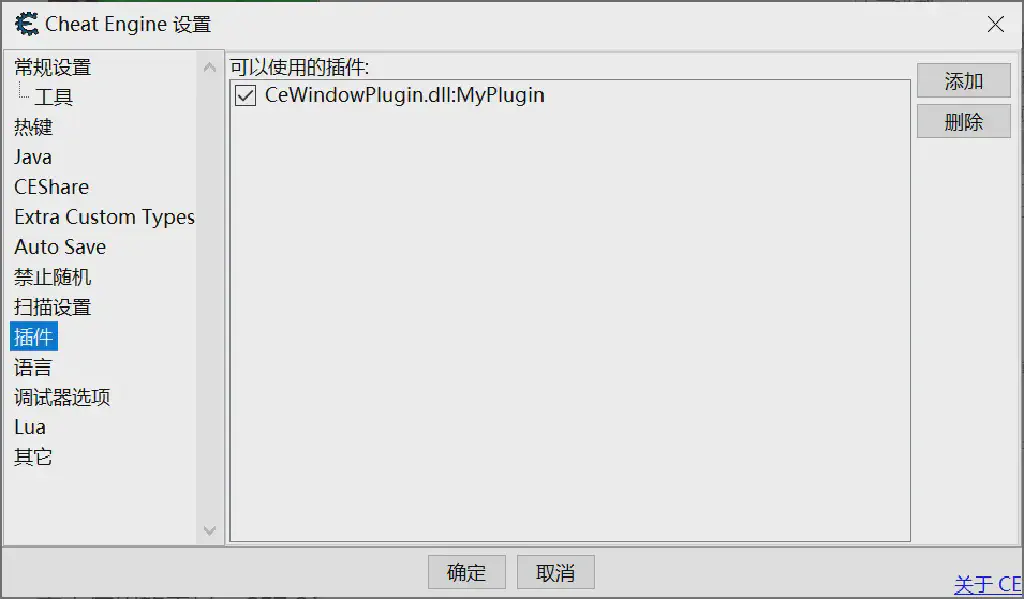 Cheat Engine 设置
常规设置
工具
热键
Java
CEShare
Extra Custom Types
Auto Save
禁止随机
扫描设置
插件
语言
调试器选项
Lua
其它
可以使用的插件:
CeWindowPlugin.dll:MyPlugin
添加
删除
确定
取消
关于 CE